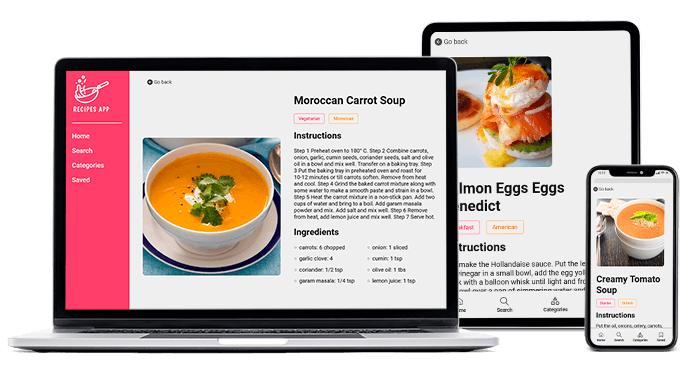 RECIPES APP
Home
Search
Categories
Saved
Go back
Moroccan Carrot Soup
Vegetarian
Moroccan
Instructions
Step 1 Preheat oven to 180° C. Step 2 Combine carrots,
onion, garlic, cumin seeds, coriander seeds, salt and olive
oil in a bowl and mix well. Transfer on a baking tray. Step
3 Put the baking tray in preheated oven and roast for
10-12 minutes or till carrots soften. Remove from heat
and cool. Step 4 Grind the baked carrot mixture along with
some water to make a smooth paste and strain in a bowl.
Step 5 Heat the carrot mixture in a non-stick pan. Add two
cups of water and bring to a boil. Add garam masala
powder and mix. Add salt and mix well. Step 6 Remove
from heat, add lemon juice and mix well. Step 7 Serve hot.
Ingredients
carrots: 6 chopped
onion: 1 sliced
garlic clove: 4
cumin: 1 tsp
coriander: 1/2 tsp
olive oil: 1 tbs
garam masala: 1/4 tsp
lemon juice: 1 tsp
Go back
lmon Eggs Eggs
nedict
kfast
American
tructions
make the Hollandaise sauce. Put the le
vinegar in a small bowl, add the egg yoll
k with a balloon whisk until light and fro
Home
Search
Categories
Go back
Creamy Tomato
Soup
Starter
British
Instructions
Put the oil, onions, celery, carrots,
Home
Search
Categories
Saved